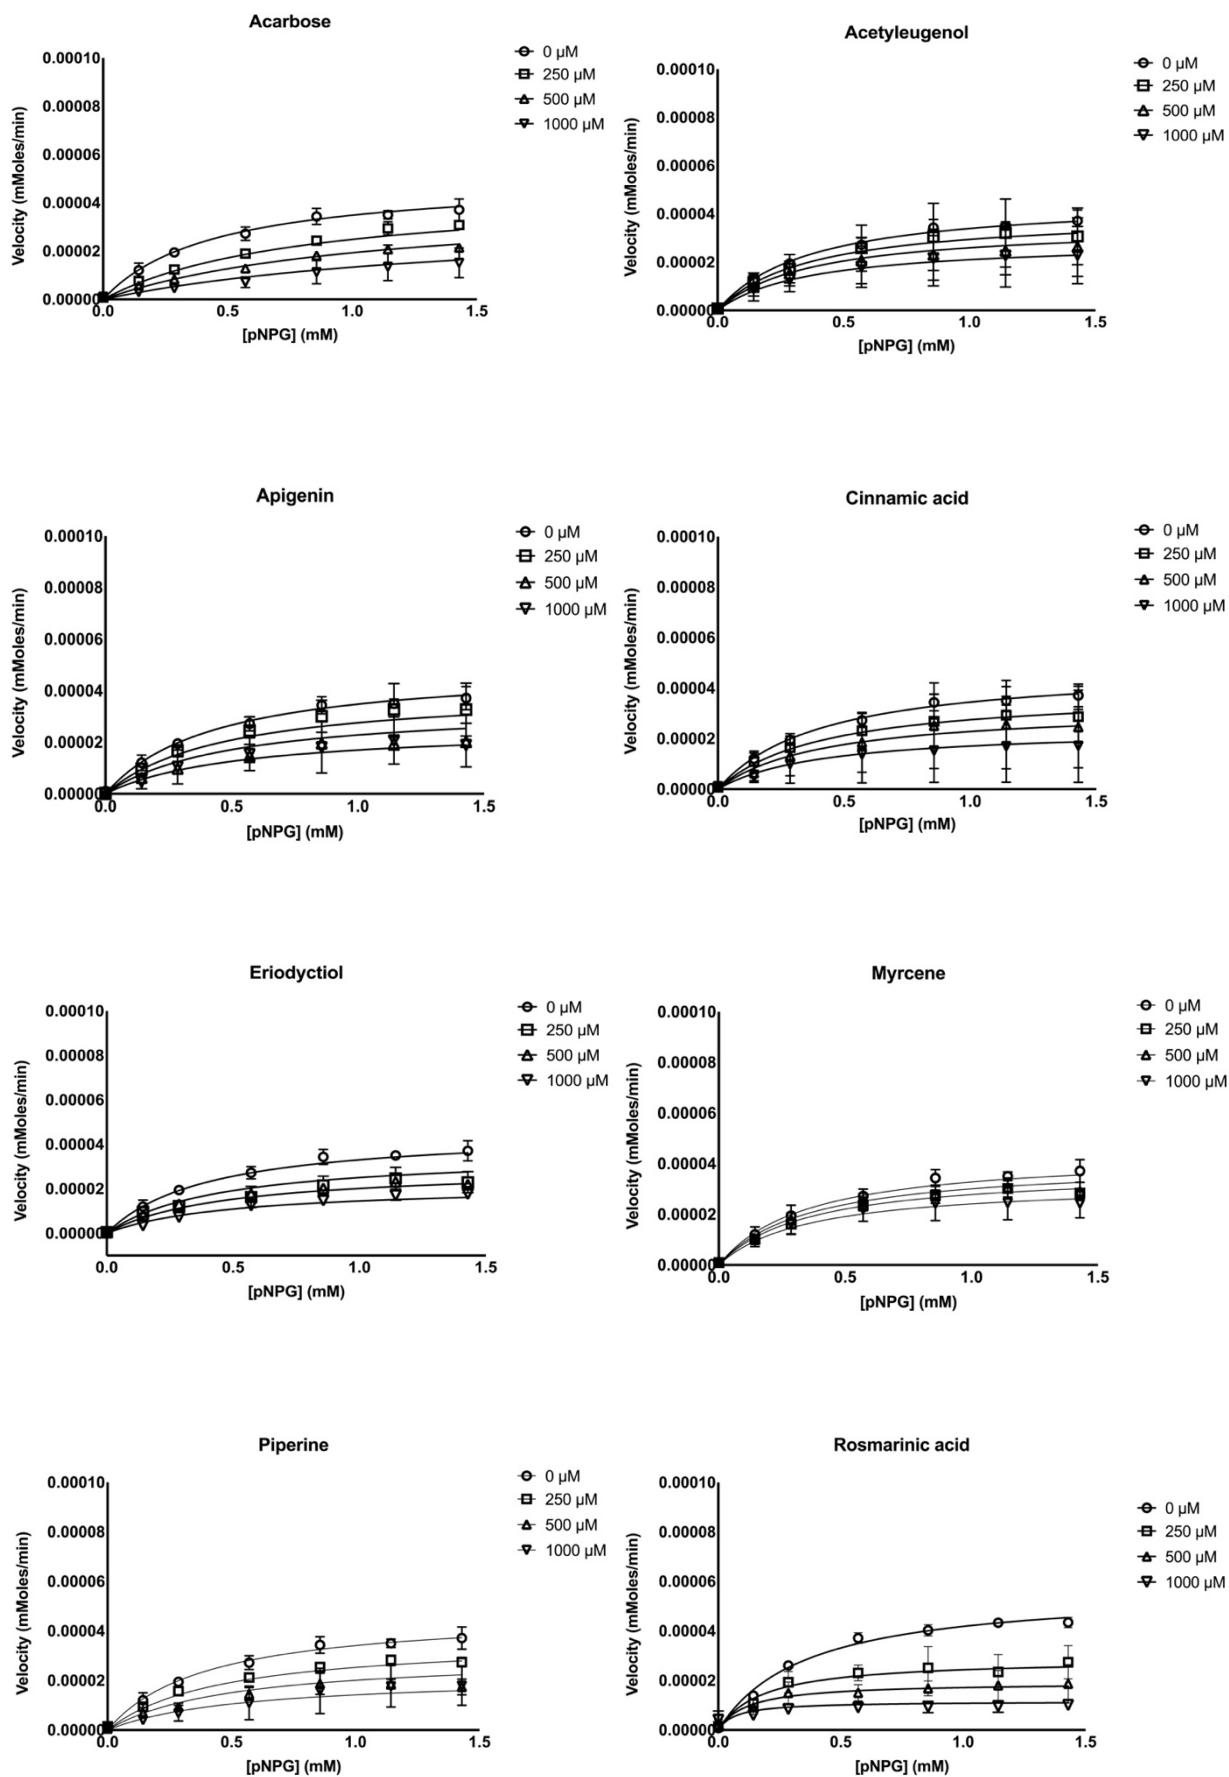 Acarbose
0 µM
250 µM
500 µM
1000 µM
Velocity (mMoles/min)
0.00010
0.00008
0.00006
0.00004
0.00002
0.00000
0.0 0.5 1.0 1.5
[pNPG] (mM)
Acetyleugenol
0 µM
250 µM
500 µM
1000 µM
Velocity (mMoles/min)
0.00010
0.00008
0.00006
0.00004
0.00002
0.00000
0.0 0.5 1.0 1.5
[pNPG] (mM)
Apigenin
0 µM
250 µM
500 µM
1000 µM
Velocity (mMoles/min)
0.00010
0.00008
0.00006
0.00004
0.00002
0.00000
0.0 0.5 1.0 1.5
[pNPG] (mM)
Cinnamic acid
0 µM
250 µM
500 µM
1000 µM
Velocity (mMoles/min)
0.00010
0.00008
0.00006
0.00004
0.00002
0.00000
0.0 0.5 1.0 1.5
[pNPG] (mM)
Eriodyctiol
0 µM
250 µM
500 µM
1000 µM
Velocity (mMoles/min)
0.00010
0.00008
0.00006
0.00004
0.00002
0.00000
0.0 0.5 1.0 1.5
[pNPG] (mM)
Myrcene
0 µM
250 µM
500 µM
1000 µM
Velocity (mMoles/min)
0.00010
0.00008
0.00006
0.00004
0.00002
0.00000
0.0 0.5 1.0 1.5
[pNPG] (mM)
Piperine
0 µM
250 µM
500 µM
1000 µM
Velocity (mMoles/min)
0.00010
0.00008
0.00006
0.00004
0.00002
0.00000
0.0 0.5 1.0 1.5
[pNPG] (mM)
Rosmarinic acid
0 µM
250 µM
500 µM
1000 µM
Velocity (mMoles/min)
0.00010
0.00008
0.00006
0.00004
0.00002
0.00000
0.0 0.5 1.0 1.5
[pNPG] (mM)